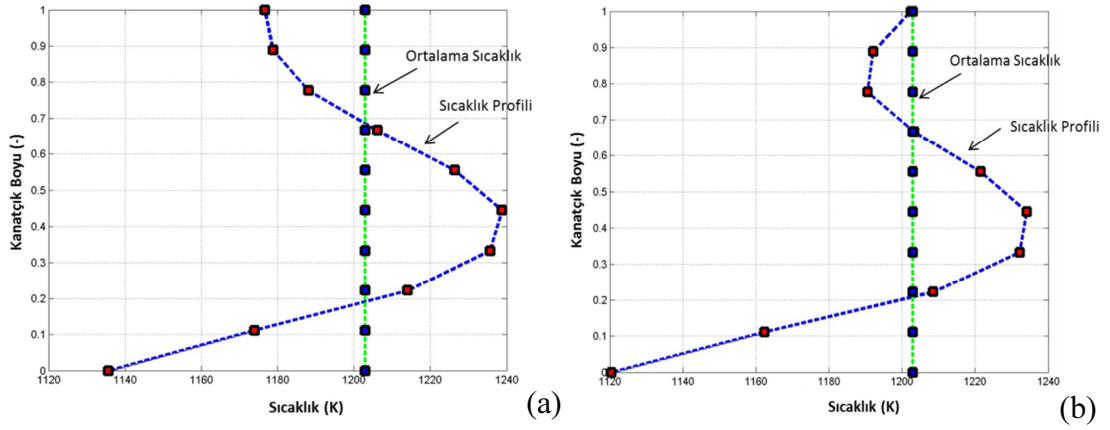 1
0.9
0.8
0.7
0.6
0.5
0.4
0.3
0.2
0.1
0
Kanatçık Boyu (-)
Ortalama Sıcaklık
Sıcaklık Profili
1120 1140 1160 1180 1200 1220 1240
Sıcaklık (K)
(a)
1
0.9
0.8
0.7
0.6
0.5
0.4
0.3
0.2
0.1
0
Kanatçık Boyu (-)
Ortalama Sıcaklık
Sıcaklık Profili
1120 1140 1160 1180 1200 1220 1240
Sıcaklık (K)
(b)